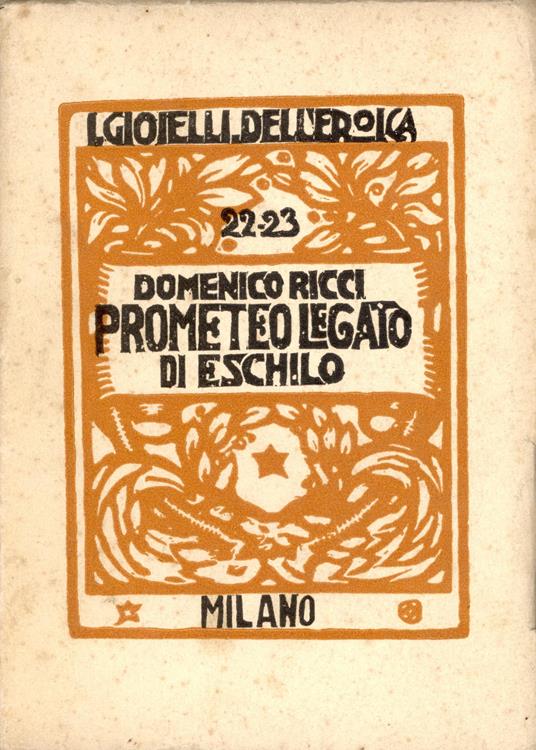 I.GIOIELLI.DELL'EROICA
22-23
DOMENICO RICCI
PROMETEO LEGATO
DI ESCHILO
MILANO